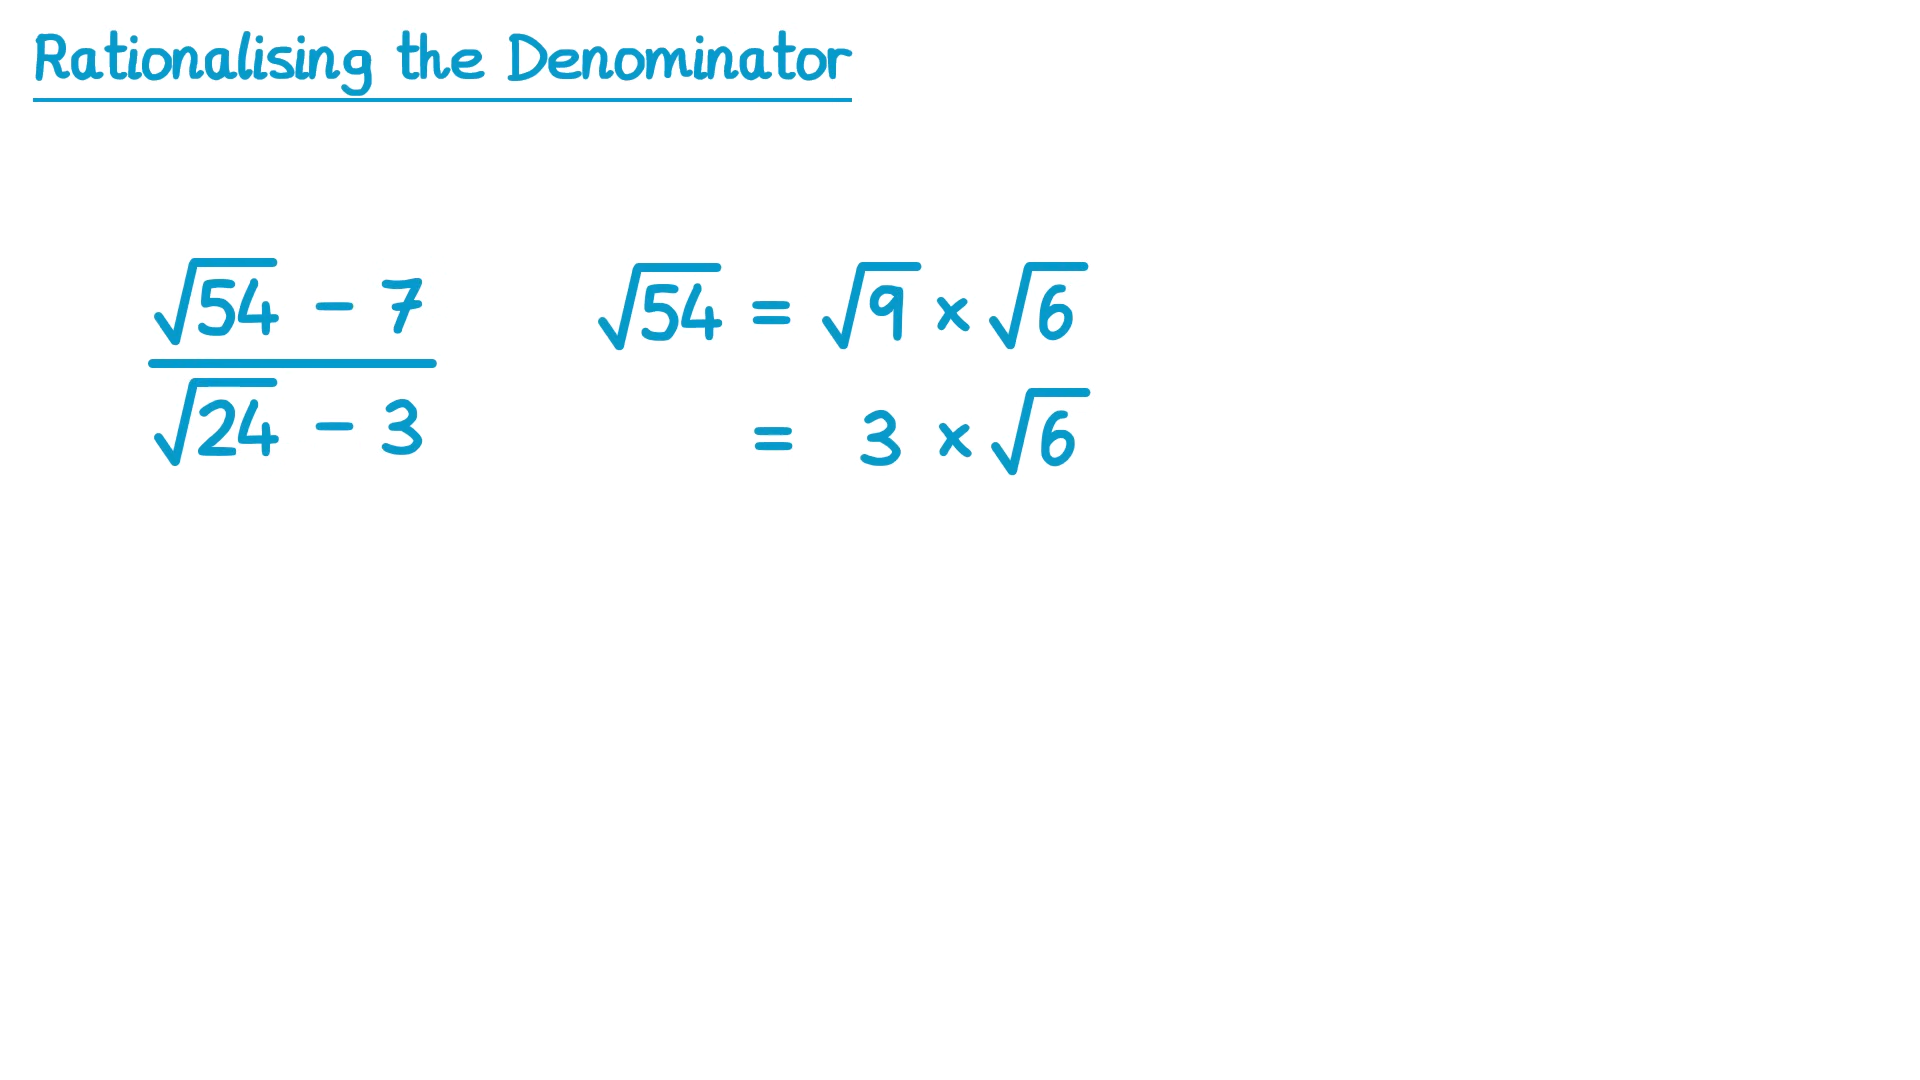 Rationalising the Denominator
√54 - 7
√24 - 3
√54 = √9 × √6
= 3 × √6